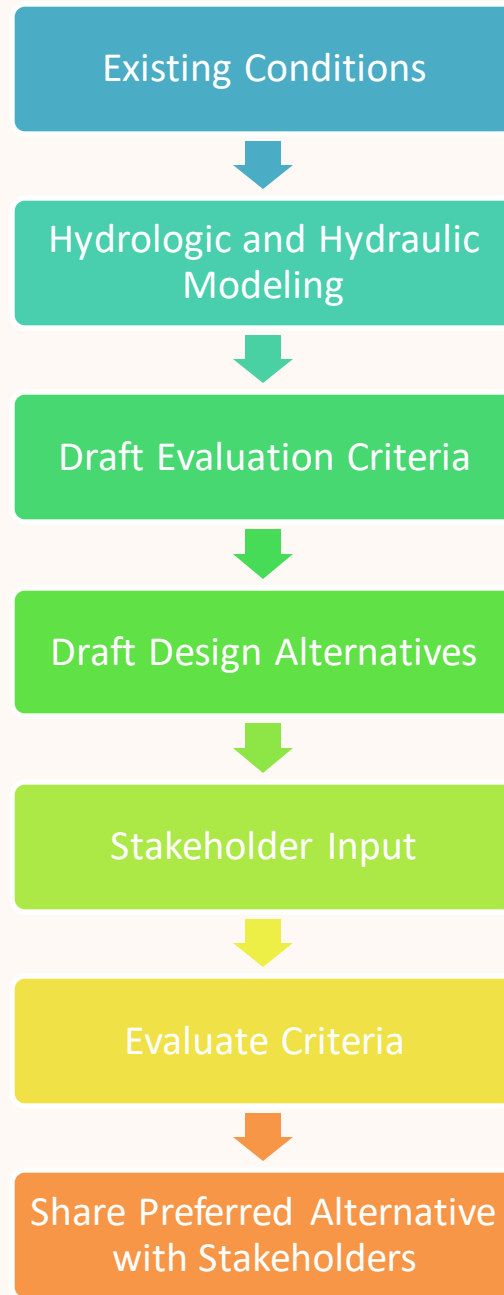 Existing Conditions
Hydrologic and Hydraulic
Modeling
Draft Evaluation Criteria
Draft Design Alternatives
Stakeholder Input
Evaluate Criteria
Share Preferred Alternative
with Stakeholders